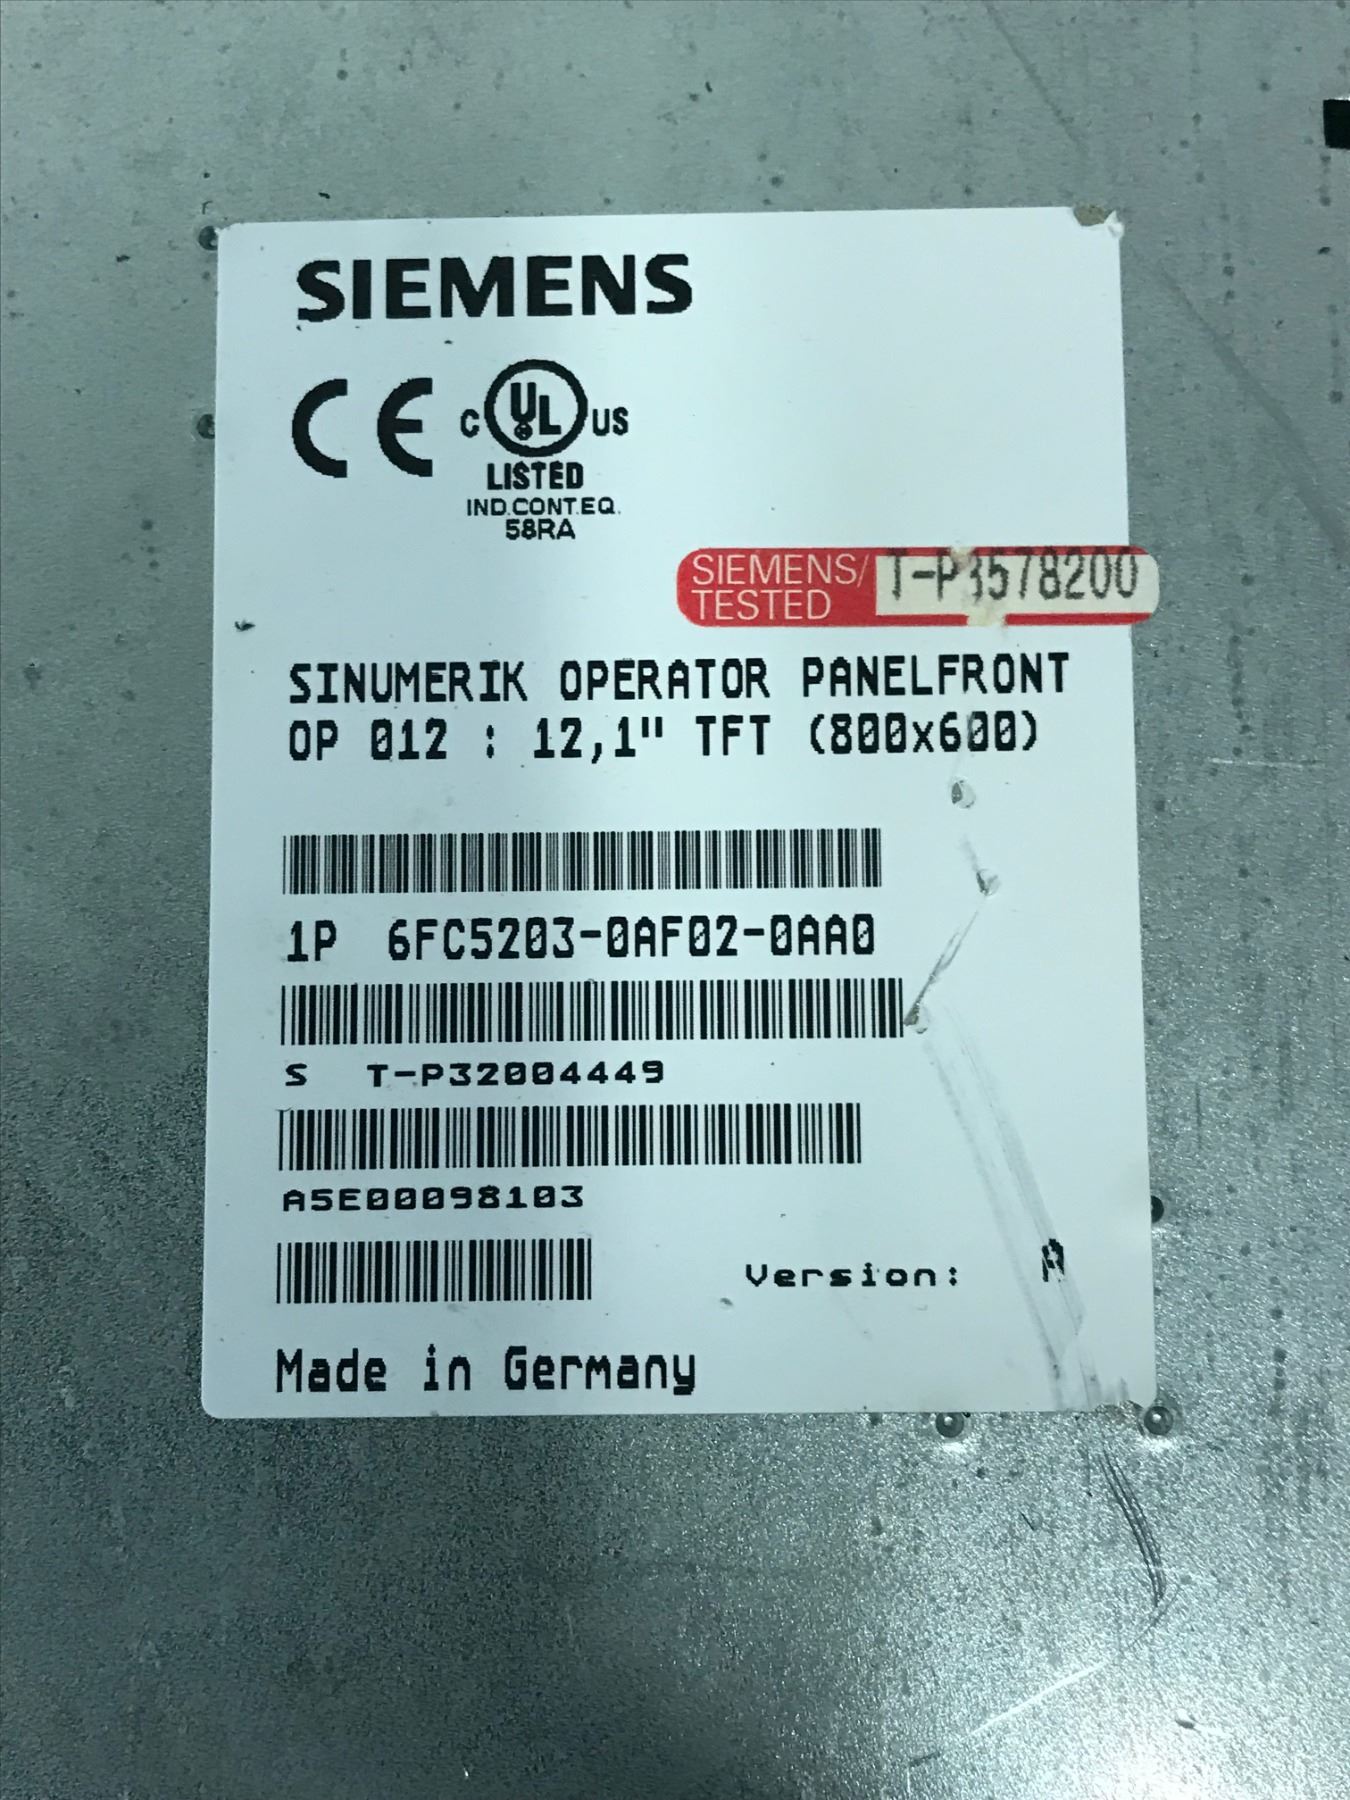 SIEMENS
CE
C UL US
LISTED
IND.CONT.EQ.
58RA
SIEMENS/
TESTED
T-P3578200
SINUMERIK OPERATOR PANELFRONT
OP 012 : 12,1" TFT (800x600)
1P 6FC5203-0AF02-0AA0
S T-P32004449
A5E00098103
Version: A
Made in Germany